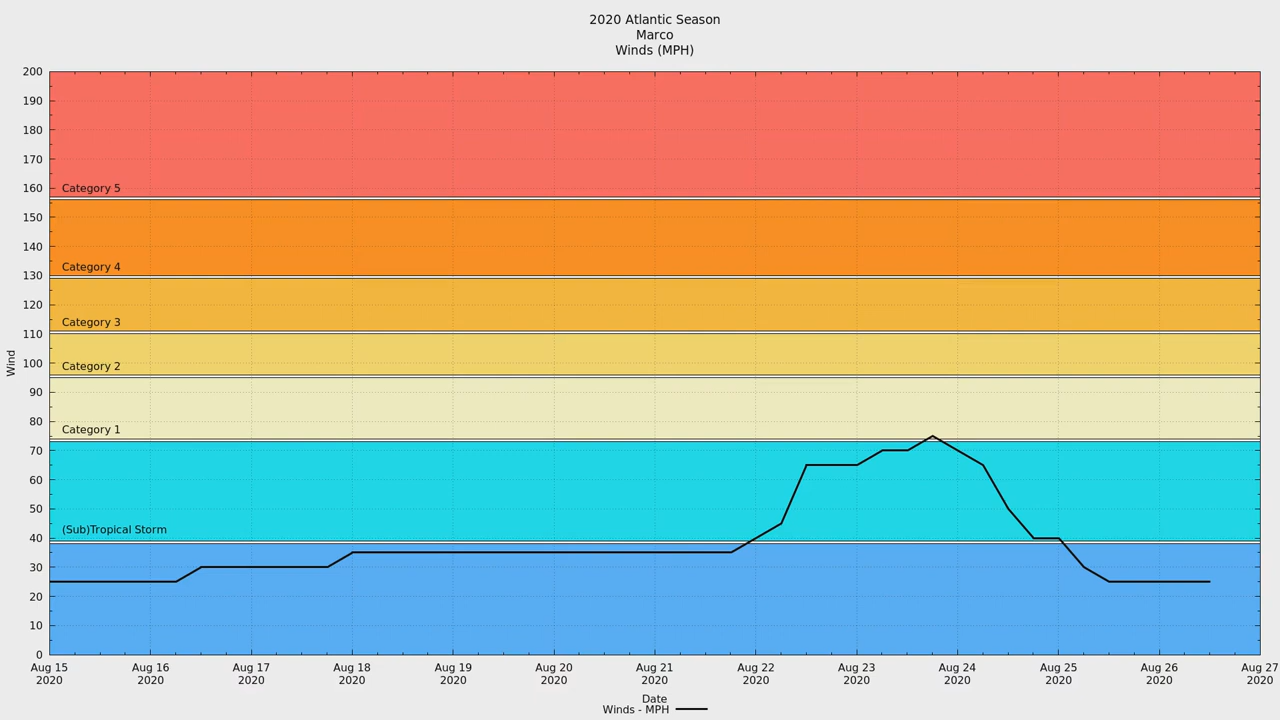 2020 Atlantic Season
Marco
Winds (MPH)
200
190
180
170
160
150
140
130
120
110
100
90
80
70
60
50
40
30
20
10
0
Wind
Category 5
Category 4
Category 3
Category 2
Category 1
(Sub)Tropical Storm
Aug 15 Aug 16 Aug 17 Aug 18 Aug 19 Aug 20 Aug 21 Aug 22 Aug 23 Aug 24 Aug 25 Aug 26 Aug 27
2020 2020 2020 2020 2020 2020 2020 2020 2020 2020 2020 2020 2020
Date
Winds - MPH